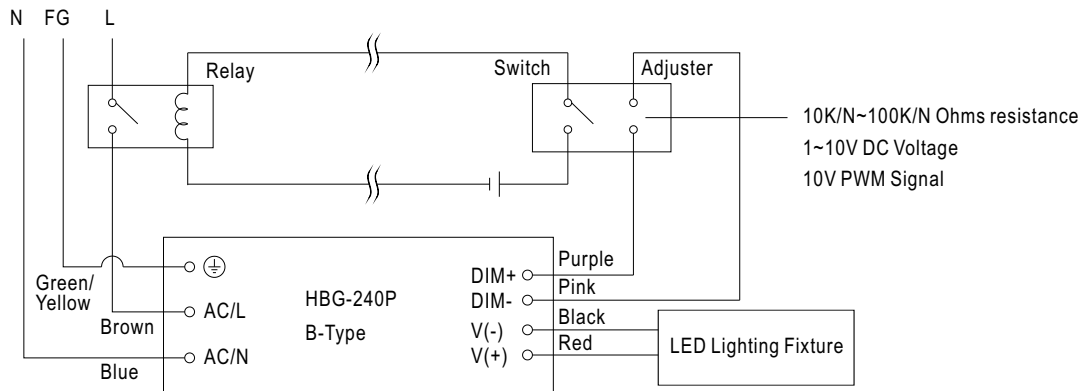 N FG L
Relay
Switch
Adjuster
10K/N~100K/N Ohms resistance
1~10V DC Voltage
10V PWM Signal
Green/
Yellow
Brown
Blue
AC/L
AC/N
HBG-240P
B-Type
DIM+
DIM-
V(-)
V(+)
Purple
Pink
Black
Red
LED Lighting Fixture